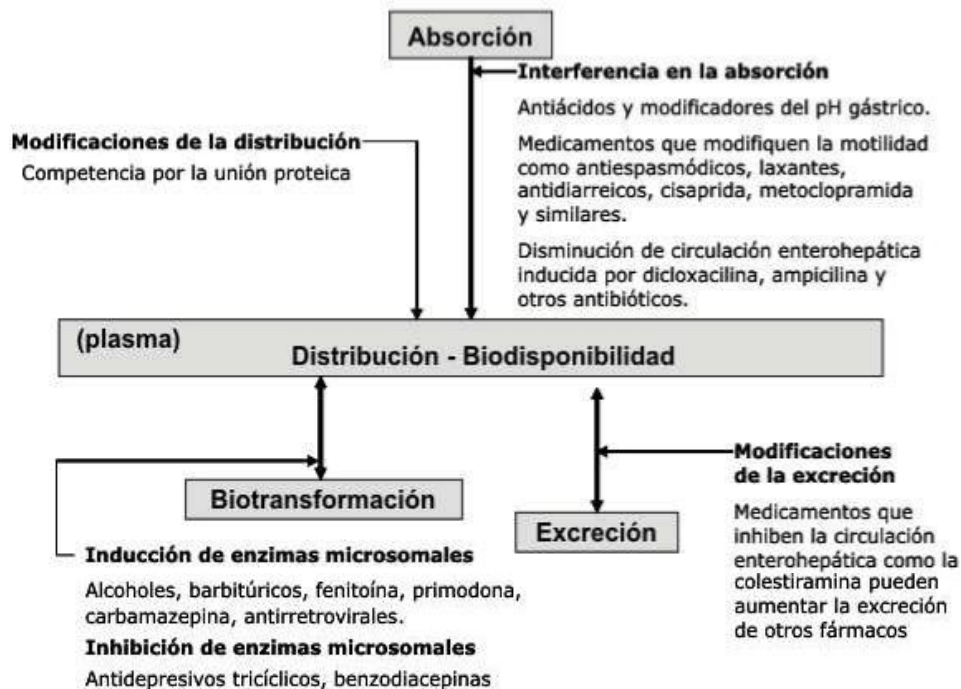 Absorción
Interferencia en la absorción
Antiácidos y modificadores del pH gástrico.
Medicamentos que modifiquen la motilidad
como antiespasmódicos, laxantes,
antidiarreicos, cisaprida, metoclopramida
y similares.
Disminución de circulación enterohepática
inducida por dicloxacilina, ampicilina y
otros antibióticos.
Modificaciones de la distribución
Competencia por la unión proteica
(plasma)
Distribución - Biodisponibilidad
Biotransformación
Inducción de enzimas microsomales
Alcoholes, barbitúricos, fenitoína, primodona,
carbamazepina, antirretrovirales.
Inhibición de enzimas microsomales
Antidepresivos tricíclicos, benzodiacepinas
Excreción
Modificaciones
de la excreción
Medicamentos que
inhiben la circulación
enterohepática como la
colestiramina pueden
aumentar la excreción
de otros fármacos